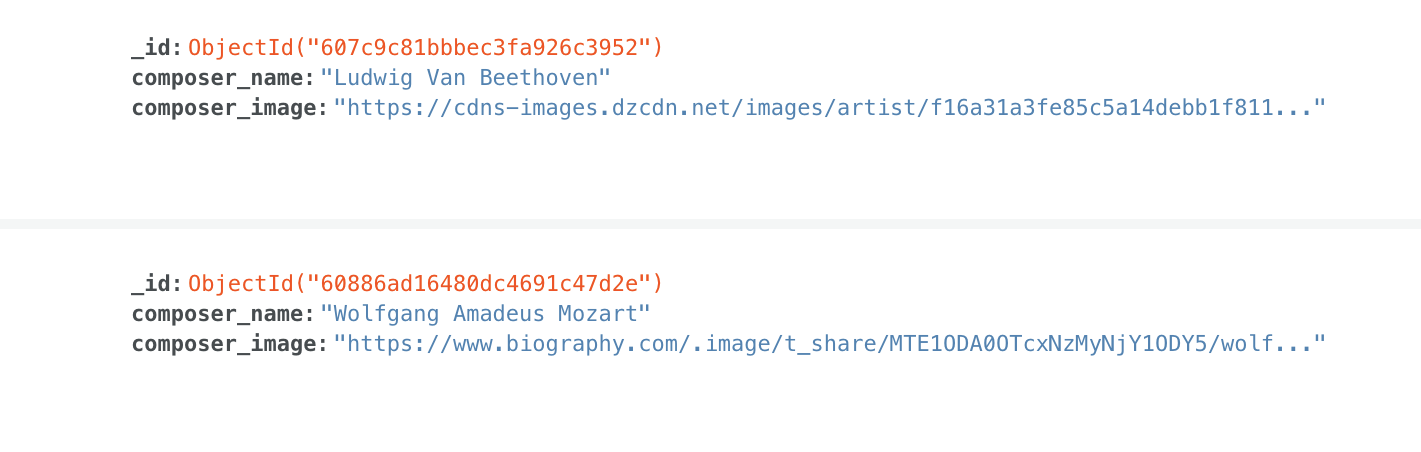 _id: ObjectId("607c9c81bbbec3fa926c3952")
composer_name: "Ludwig Van Beethoven"
composer_image: "https://cdns-images.dzcdn.net/images/artist/f16a31a3fe85c5a14debb1f811..."
_id: ObjectId("60886ad16480dc4691c47d2e")
composer_name: "Wolfgang Amadeus Mozart"
composer_image: "https://www.biography.com/.image/t_share/MTE1ODA0OTcxNzMyNjY1ODY5/wolf..."